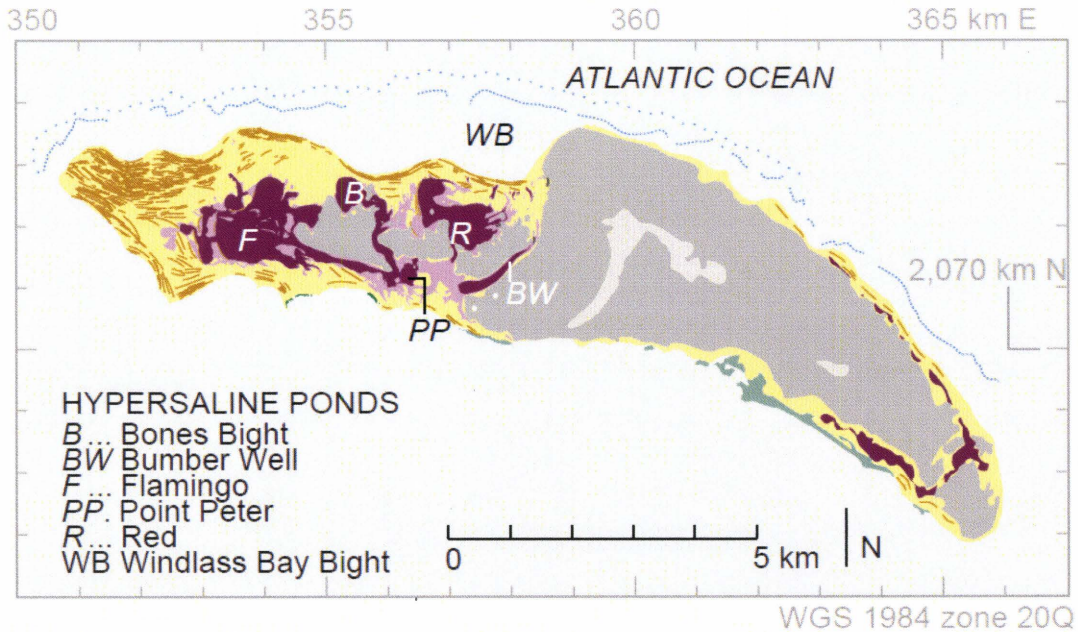 350 355 360 365 km E
ATLANTIC OCEAN
WB
B
F
R
2,070 km N
BW
PP
HYPERSALINE PONDS
B ... Bones Bight
BW Bumber Well
F ... Flamingo
PP. Point Peter
R ... Red
WB Windlass Bay Bight
0 5 km
N
WGS 1984 zone 20Q